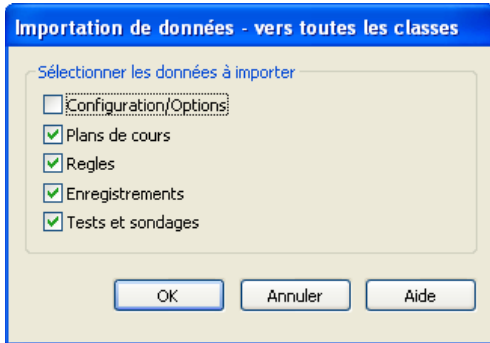 Importation de données - vers toutes les classes
Sélectionner les données à importer
Configuration/Options
Plans de cours
Regles
Enregistrements
Tests et sondages
OK Annuler Aide